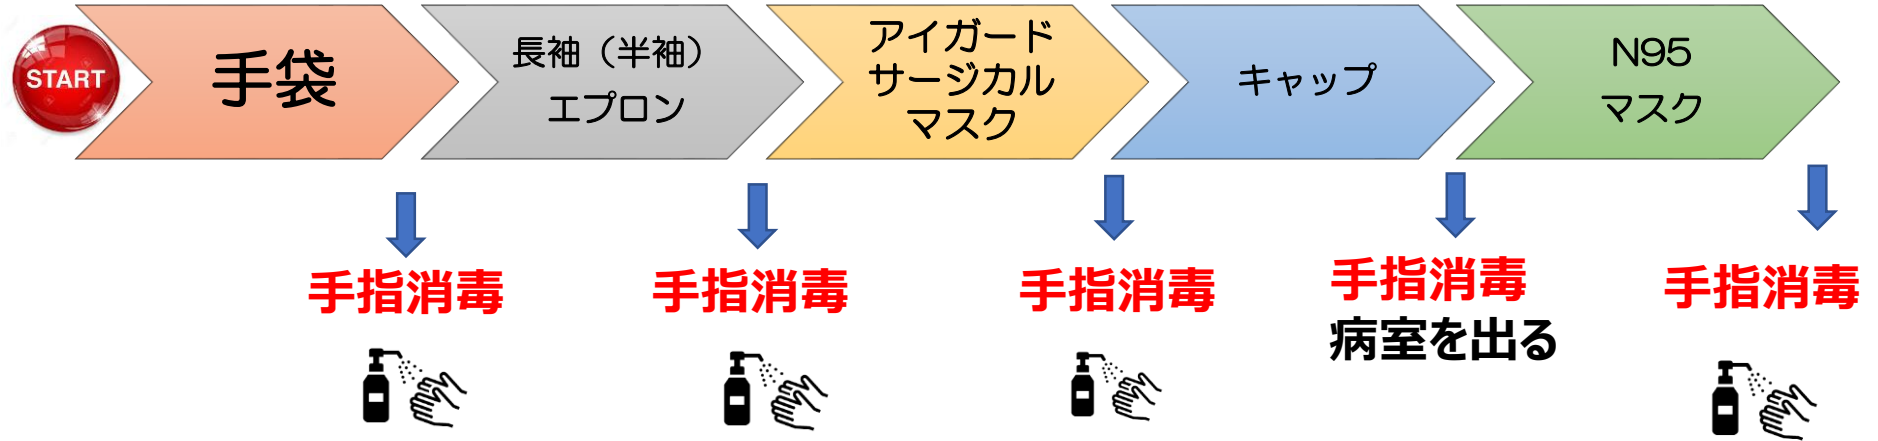 START
手袋
長袖（半袖）
エプロン
アイガード
サージカル
マスク
キャップ
N95
マスク
手指消毒
手指消毒
手指消毒
手指消毒
病室を出る
手指消毒